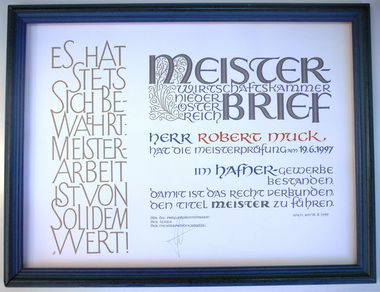 ES HAT
STETS
SICH BE-
WÄHRT:
MEISTER-
ARBEIT
IST VON
SOLIDEM
WERT!
MEISTER
WIRTSCHAFTSKAMMER
NIEDER
ÖSTER
REICH
BRIEF
HERR ROBERT MUCK,
HAT DIE MEISTERPRÜFUNG AM 19.6.1997
IM HAFNER-GEWERBE
BESTANDEN.
DAMIT IST DAS RECHT VERBUNDEN
DEN TITEL MEISTER ZU FÜHREN.